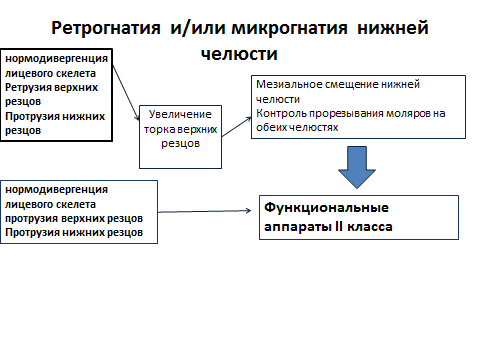 Ретрогнатия и/или микрогнатия нижней
челюсти
нормодивергенция
лицевого скелета
Ретрузия верхних
резцов
Протрузия нижних
резцов
Увеличение
торка верхних
резцов
Мезиальное смещение нижней
челюсти
Контроль прорезывания моляров на
обеих челюстях
нормодивергенция
лицевого скелета
протрузия верхних резцов
Протрузия нижних резцов
Функциональные
аппараты II класса